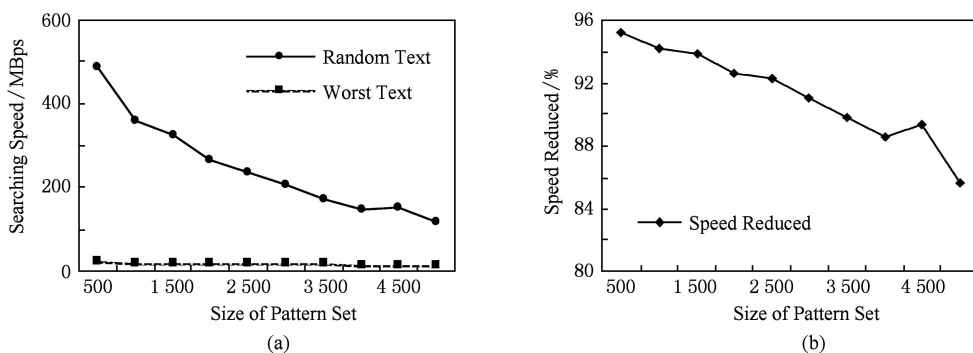 600
400
200
0
Searching Speed / MBps
Random Text
Worst Text
500 1 500 2 500 3 500 4 500
Size of Pattern Set
(a)
96
92
88
84
80
Speed Reduced / %
Speed Reduced
500 1 500 2 500 3 500 4 500
Size of Pattern Set
(b)